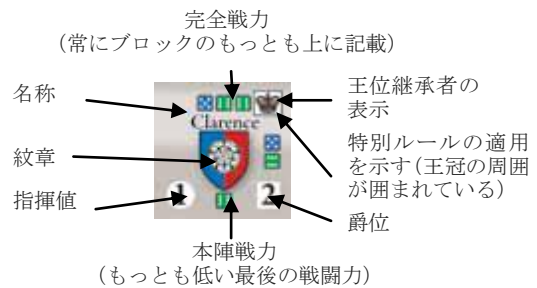 完全戦力
（常にブロックのもっとも上に記載）
名称
紋章
指揮値
Clarence
1
2
王位継承者の
表示
特別ルールの適用
を示す（王冠の周囲
が囲まれている）
爵位
本陣戦力
（もっとも低い最後の戦闘力）